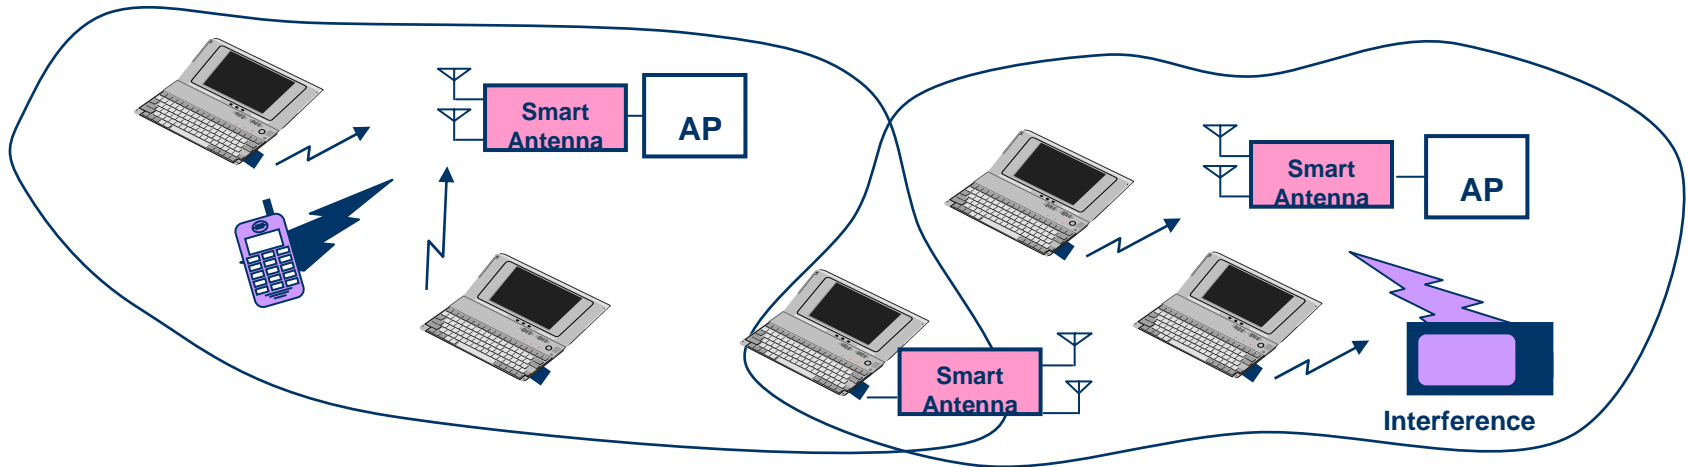 Smart
Antenna
AP
Smart
Antenna
AP
Smart
Antenna
Interference